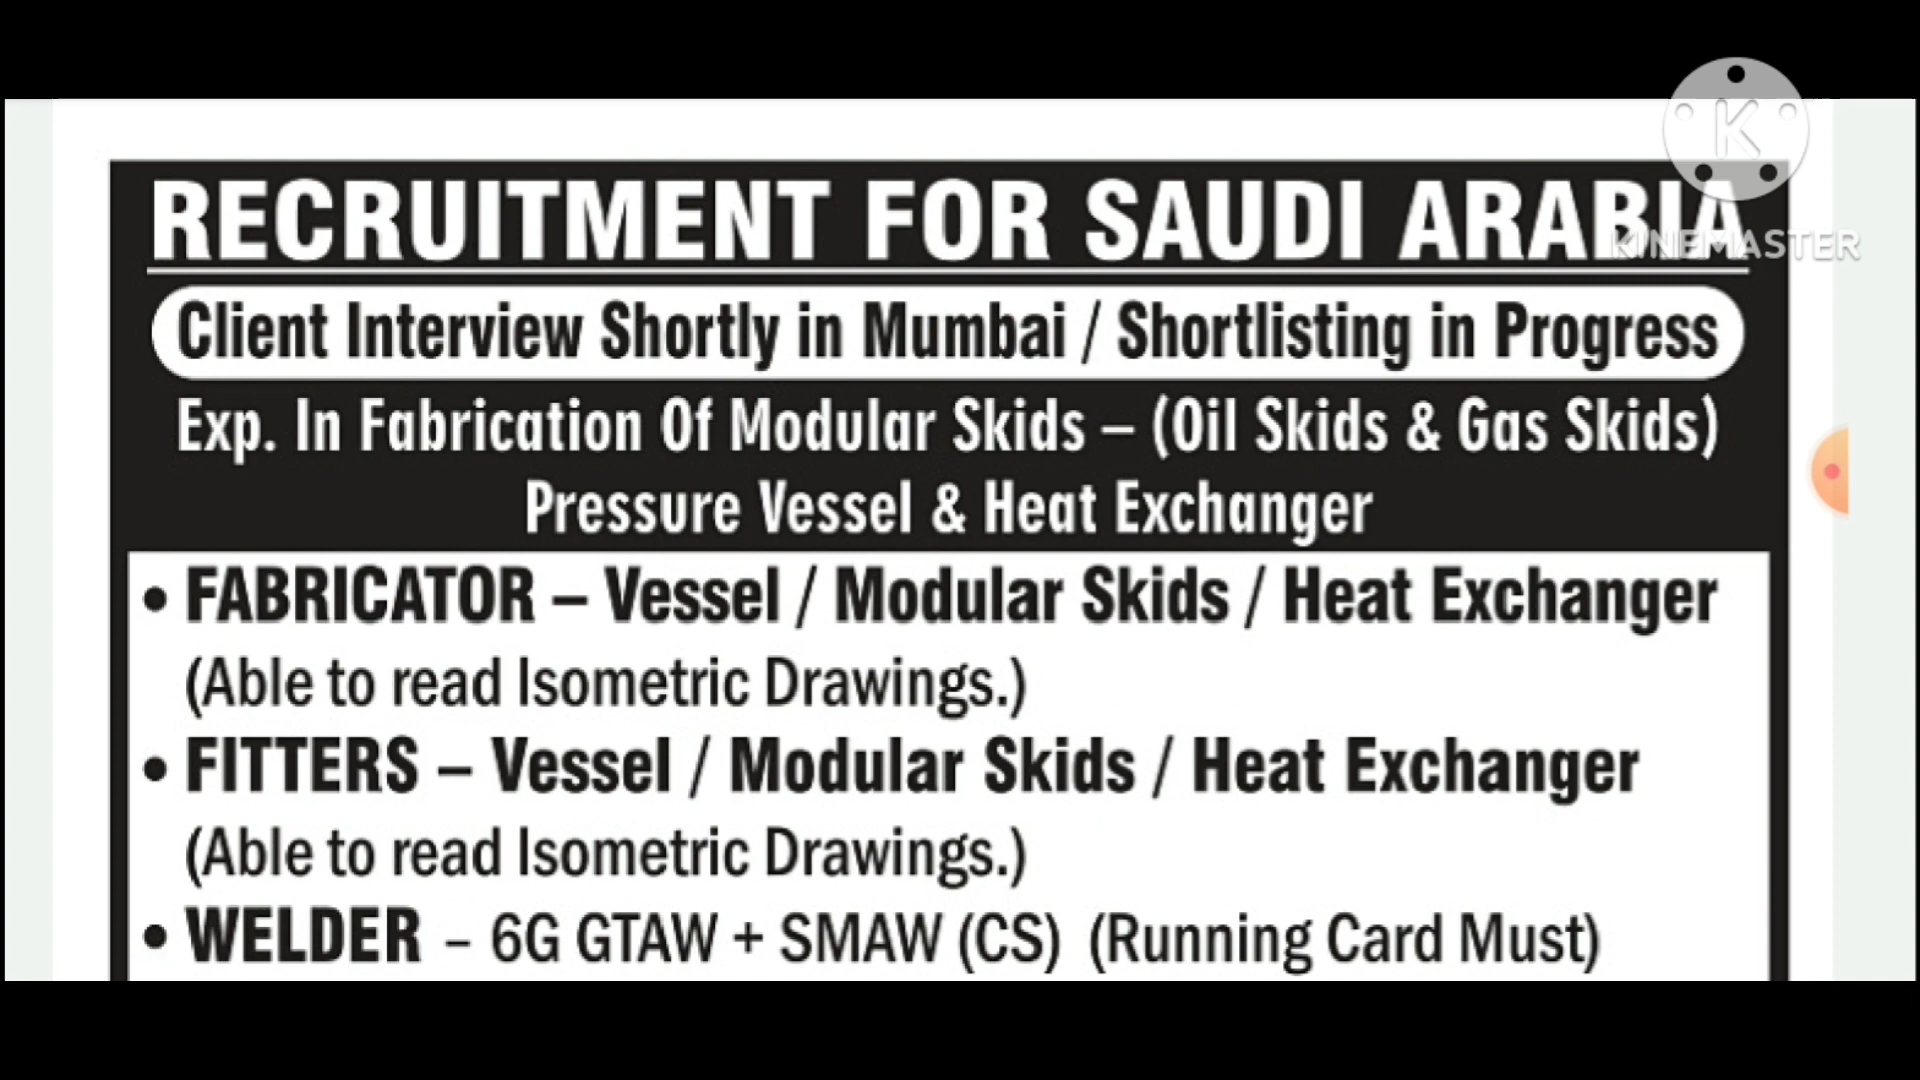 RECRUITMENT FOR SAUDI ARABIA
K
KINEMASTER
Client Interview Shortly in Mumbai / Shortlisting in Progress
Exp. In Fabrication Of Modular Skids – (Oil Skids & Gas Skids)
Pressure Vessel & Heat Exchanger
• FABRICATOR – Vessel / Modular Skids / Heat Exchanger
(Able to read Isometric Drawings.)
• FITTERS – Vessel / Modular Skids / Heat Exchanger
(Able to read Isometric Drawings.)
• WELDER – 6G GTAW + SMAW (CS) (Running Card Must)